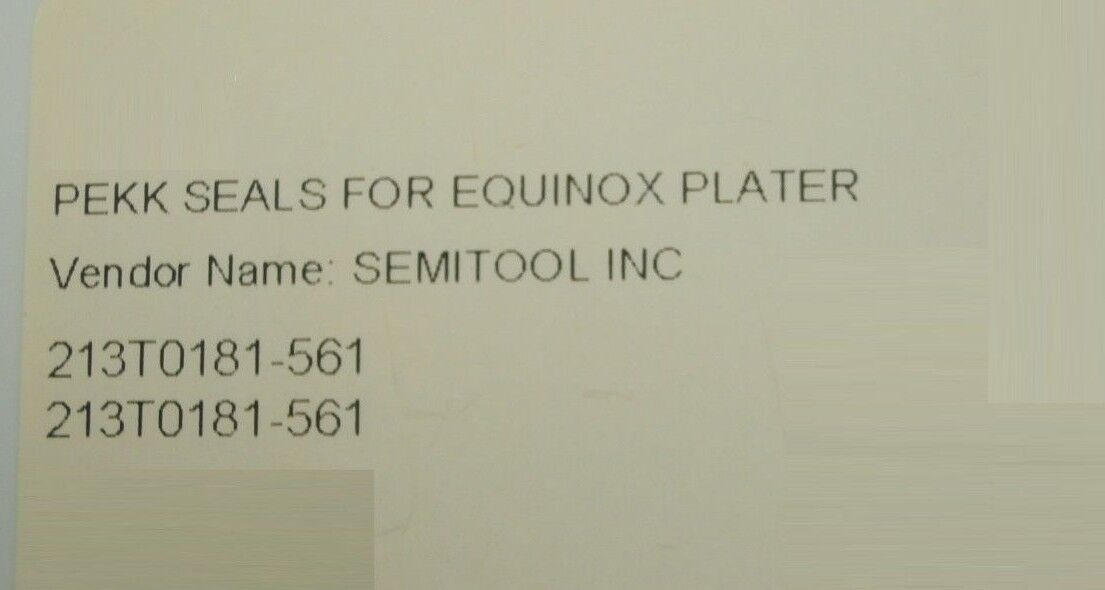 PEKK SEALS FOR EQUINOX PLATER
Vendor Name: SEMITOOL INC
213T0181-561
213T0181-561